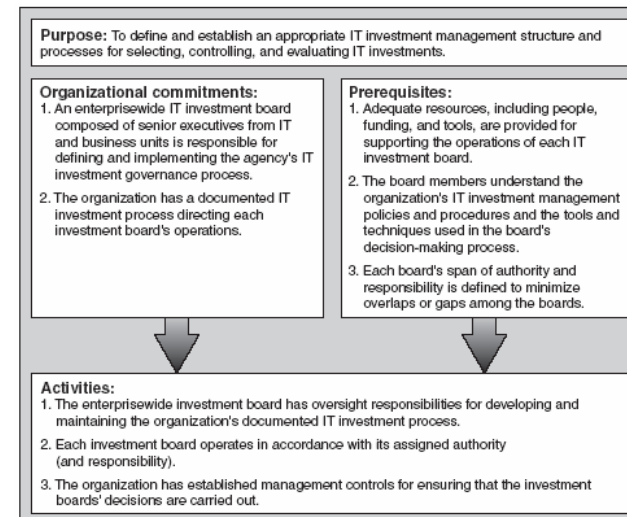 Purpose: To define and establish an appropriate IT investment management structure and
processes for selecting, controlling, and evaluating IT investments.
Organizational commitments:
1. An enterprisewide IT investment board
composed of senior executives from IT
and business units is responsible for
defining and implementing the agency's IT
investment governance process.
2. The organization has a documented IT
investment process directing each
investment board's operations.
Prerequisites:
1. Adequate resources, including people,
funding, and tools, are provided for
supporting the operations of each IT
investment board.
2. The board members understand the
organization's IT investment management
policies and procedures and the tools and
techniques used in the board's
decision-making process.
3. Each board's span of authority and
responsibility is defined to minimize
overlaps or gaps among the boards.
Activities:
1. The enterprisewide investment board has oversight responsibilities for developing and
maintaining the organization's documented IT investment process.
2. Each investment board operates in accordance with its assigned authority
(and responsibility).
3. The organization has established management controls for ensuring that the investment
boards' decisions are carried out.